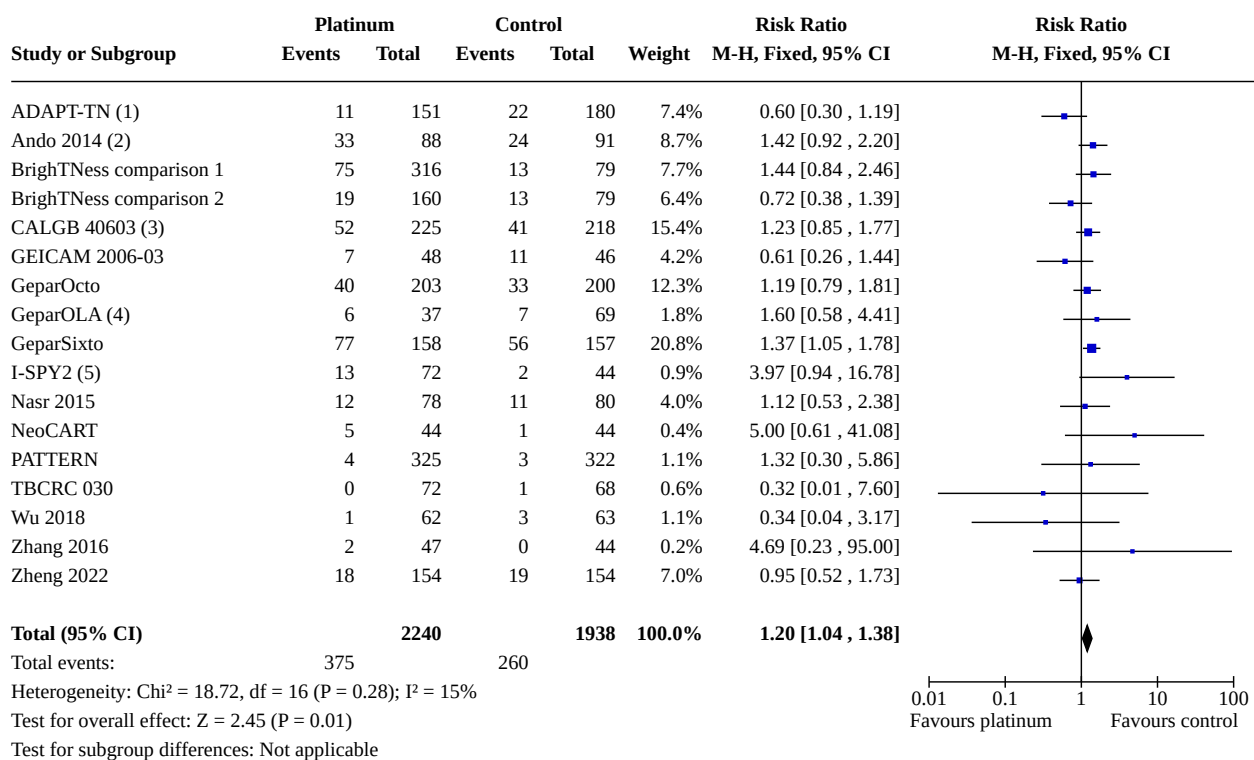 Platinum Control Risk Ratio Risk Ratio
Study or Subgroup Events Total Events Total Weight M-H, Fixed, 95% CI M-H, Fixed, 95% CI
ADAPT-TN (1) 11 151 22 180 7.4% 0.60 [0.30 , 1.19]
Ando 2014 (2) 33 88 24 91 8.7% 1.42 [0.92 , 2.20]
BrighTNess comparison 1 75 316 13 79 7.7% 1.44 [0.84 , 2.46]
BrighTNess comparison 2 19 160 13 79 6.4% 0.72 [0.38 , 1.39]
CALGB 40603 (3) 52 225 41 218 15.4% 1.23 [0.85 , 1.77]
GEICAM 2006-03 7 48 11 46 4.2% 0.61 [0.26 , 1.44]
GeparOcto 40 203 33 200 12.3% 1.19 [0.79 , 1.81]
GeparOLA (4) 6 37 7 69 1.8% 1.60 [0.58 , 4.41]
GeparSixto 77 158 56 157 20.8% 1.37 [1.05 , 1.78]
I-SPY2 (5) 13 72 2 44 0.9% 3.97 [0.94 , 16.78]
Nasr 2015 12 78 11 80 4.0% 1.12 [0.53 , 2.38]
NeoCART 5 44 1 44 0.4% 5.00 [0.61 , 41.08]
PATTERN 4 325 3 322 1.1% 1.32 [0.30 , 5.86]
TBCRC 030 0 72 1 68 0.6% 0.32 [0.01 , 7.60]
Wu 2018 1 62 3 63 1.1% 0.34 [0.04 , 3.17]
Zhang 2016 2 47 0 44 0.2% 4.69 [0.23 , 95.00]
Zheng 2022 18 154 19 154 7.0% 0.95 [0.52 , 1.73]
Total (95% CI) 2240 1938 100.0% 1.20 [1.04 , 1.38]
Total events: 375 260
Heterogeneity: Chi² = 18.72, df = 16 (P = 0.28); I² = 15%
Test for overall effect: Z = 2.45 (P = 0.01)
Test for subgroup differences: Not applicable
0.01 0.1 1 10 100
Favours platinum Favours control